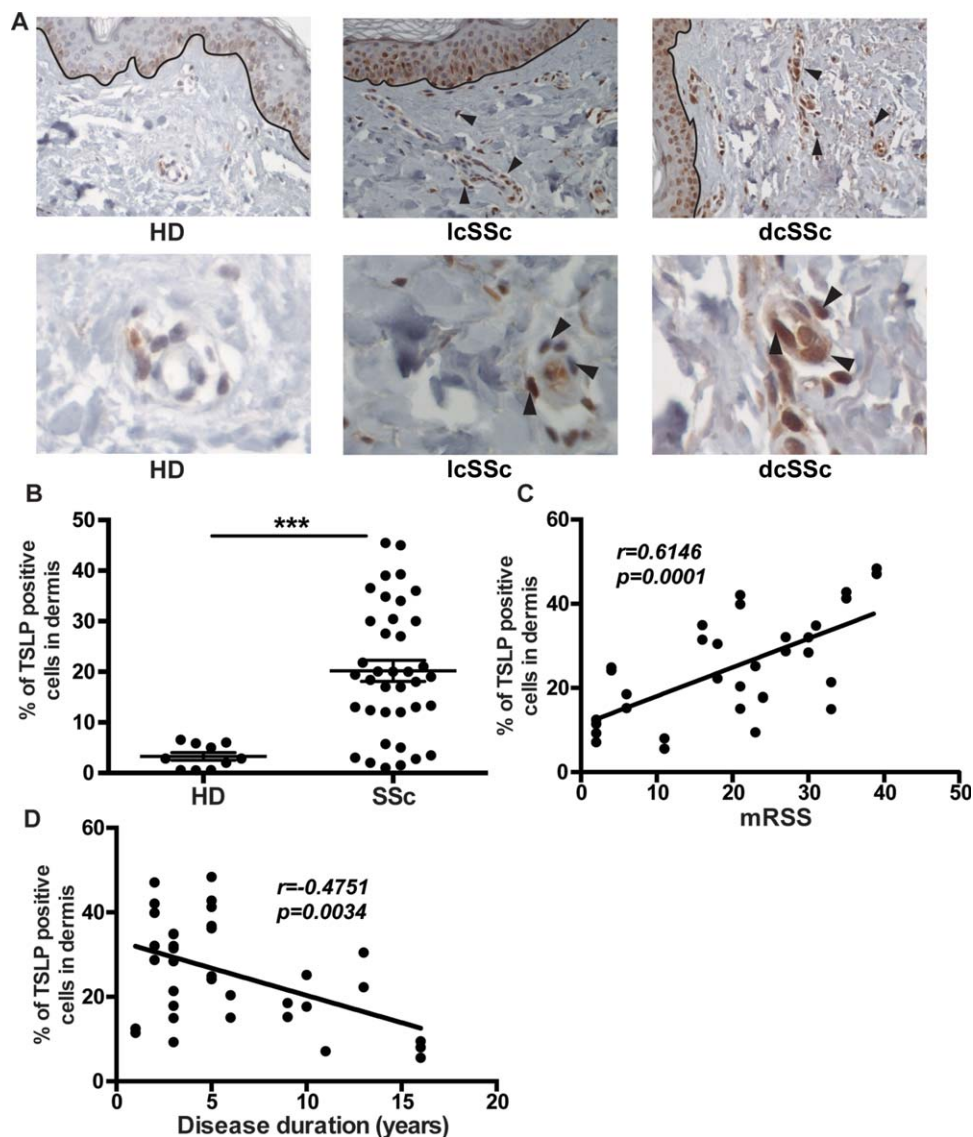 A
HD
lcSSc
dcSSc
HD
lcSSc
dcSSc
B
% of TSLP positive
cells in dermis
50
40
30
20
10
0
***
HD
SSc
C
% of TSLP positive
cells in dermis
60
40
20
0
r=0.6146
p=0.0001
0
10
20
30
40
50
mRSS
D
% of TSLP positive
cells in dermis
60
40
20
0
r=-0.4751
p=0.0034
0
5
10
15
20
Disease duration (years)